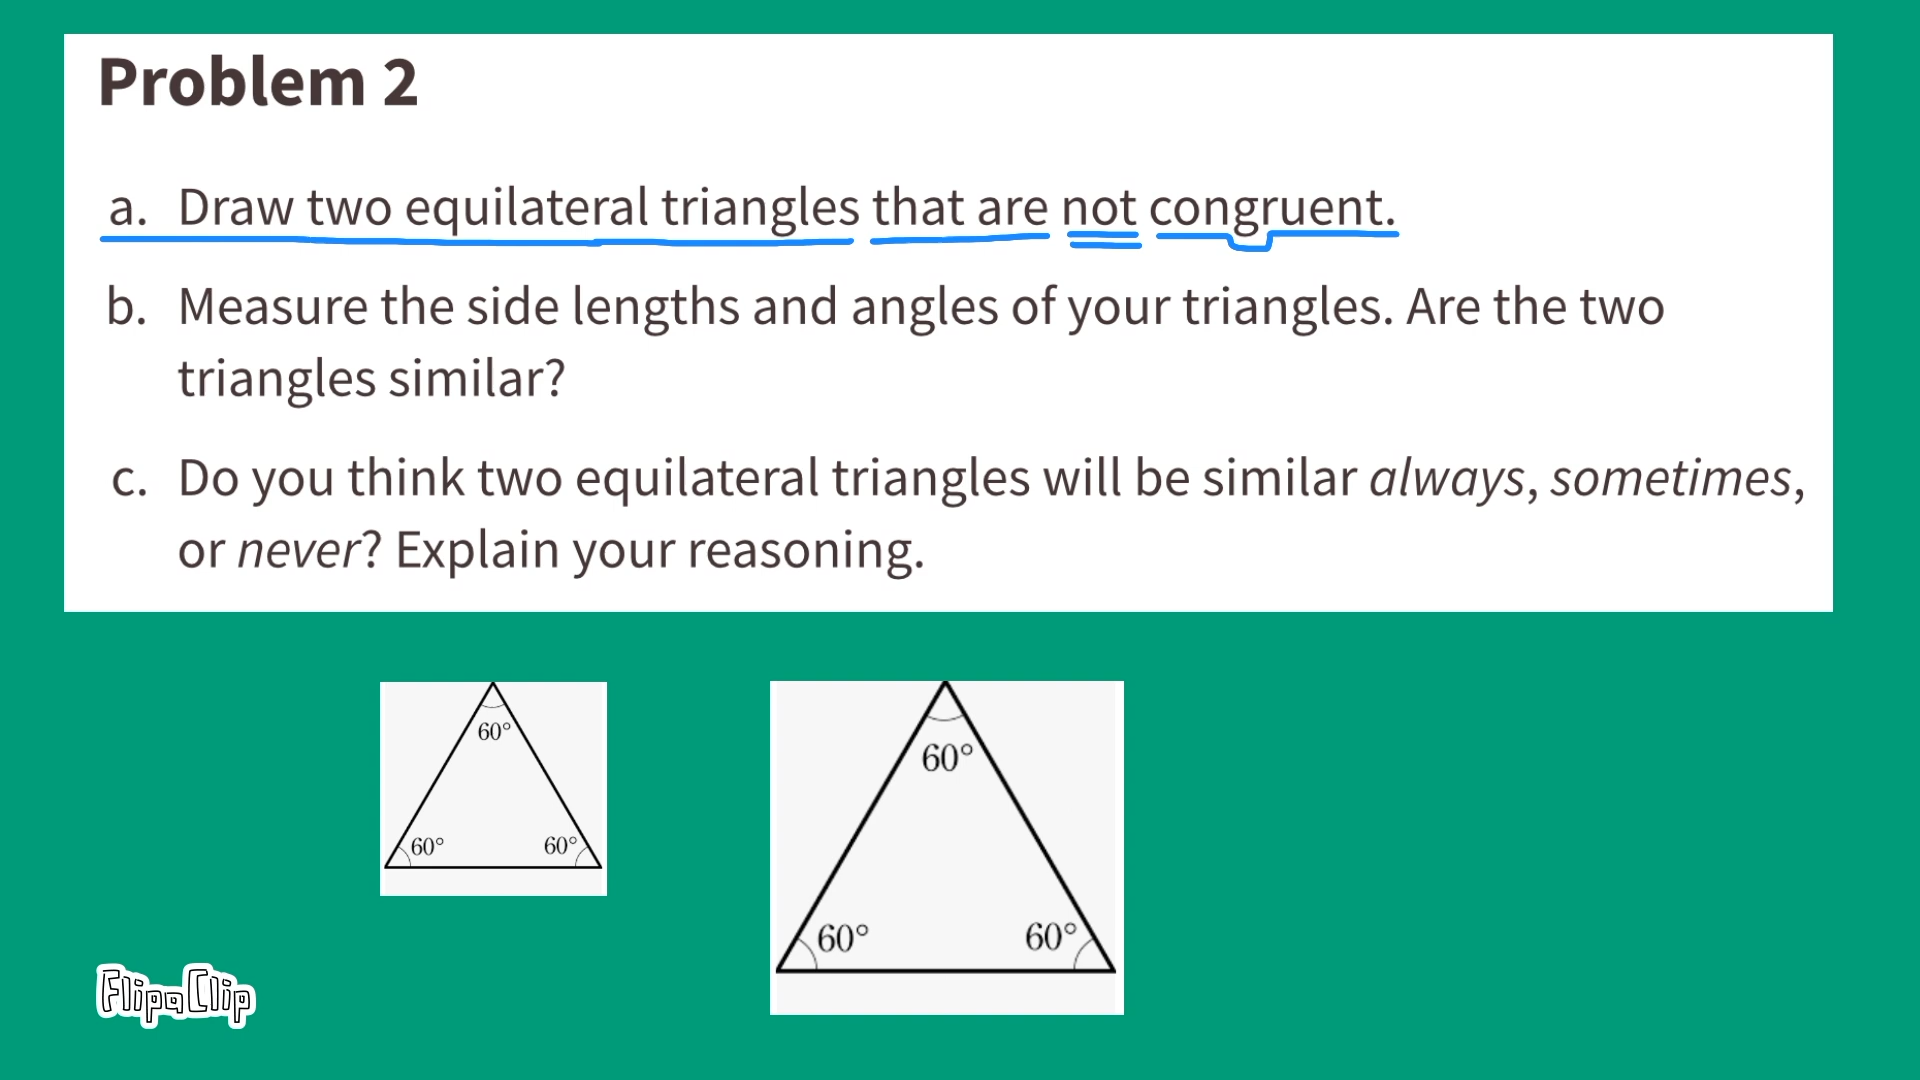 Problem 2
a. Draw two equilateral triangles that are not congruent.
b. Measure the side lengths and angles of your triangles. Are the two
triangles similar?
c. Do you think two equilateral triangles will be similar always, sometimes,
or never? Explain your reasoning.
60°
60° 60°
60°
60° 60°
FlipaClip